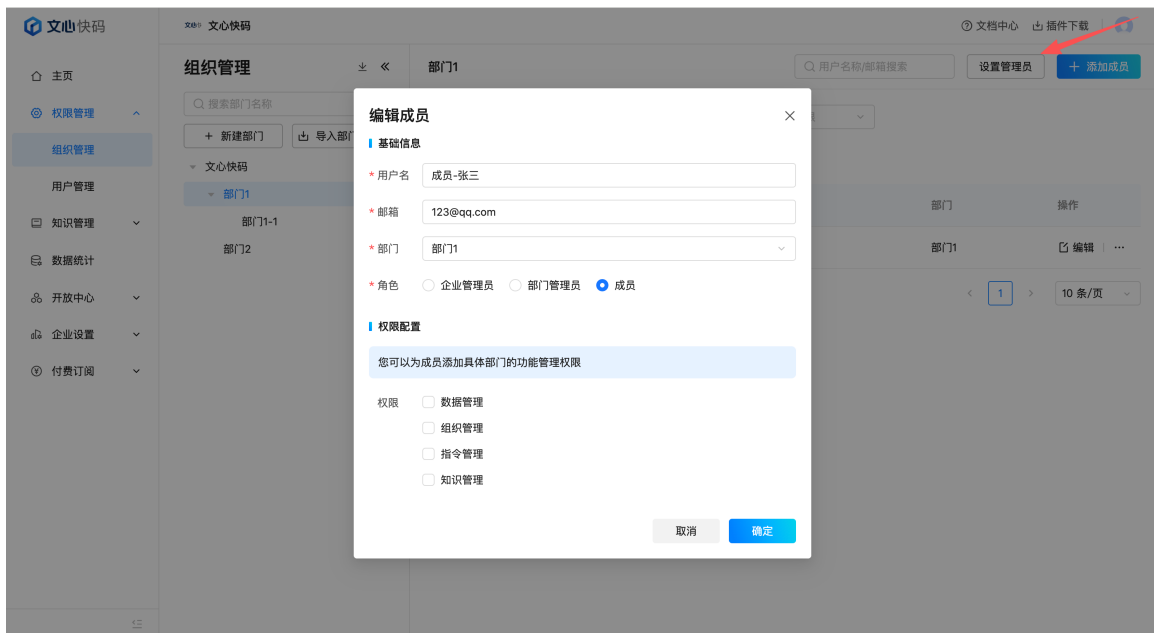 文心快码
文心快码 文心快码
文档中心 插件下载
主页
权限管理
组织管理
用户管理
知识管理
数据统计
开放中心
企业设置
付费订阅
组织管理
搜索部门名称
+ 新建部门 导入部门
文心快码
部门1
部门1-1
部门2
部门1
用户名称/邮箱搜索
设置管理员
+ 添加成员
部门 操作
部门1 编辑 ...
< 1 > 10 条/页
编辑成员
基础信息
* 用户名 成员-张三
* 邮箱 123@qq.com
* 部门 部门1
* 角色 企业管理员 部门管理员 成员
权限配置
您可以为成员添加具体部门的功能管理权限
权限 数据管理
组织管理
指令管理
知识管理
取消 确定